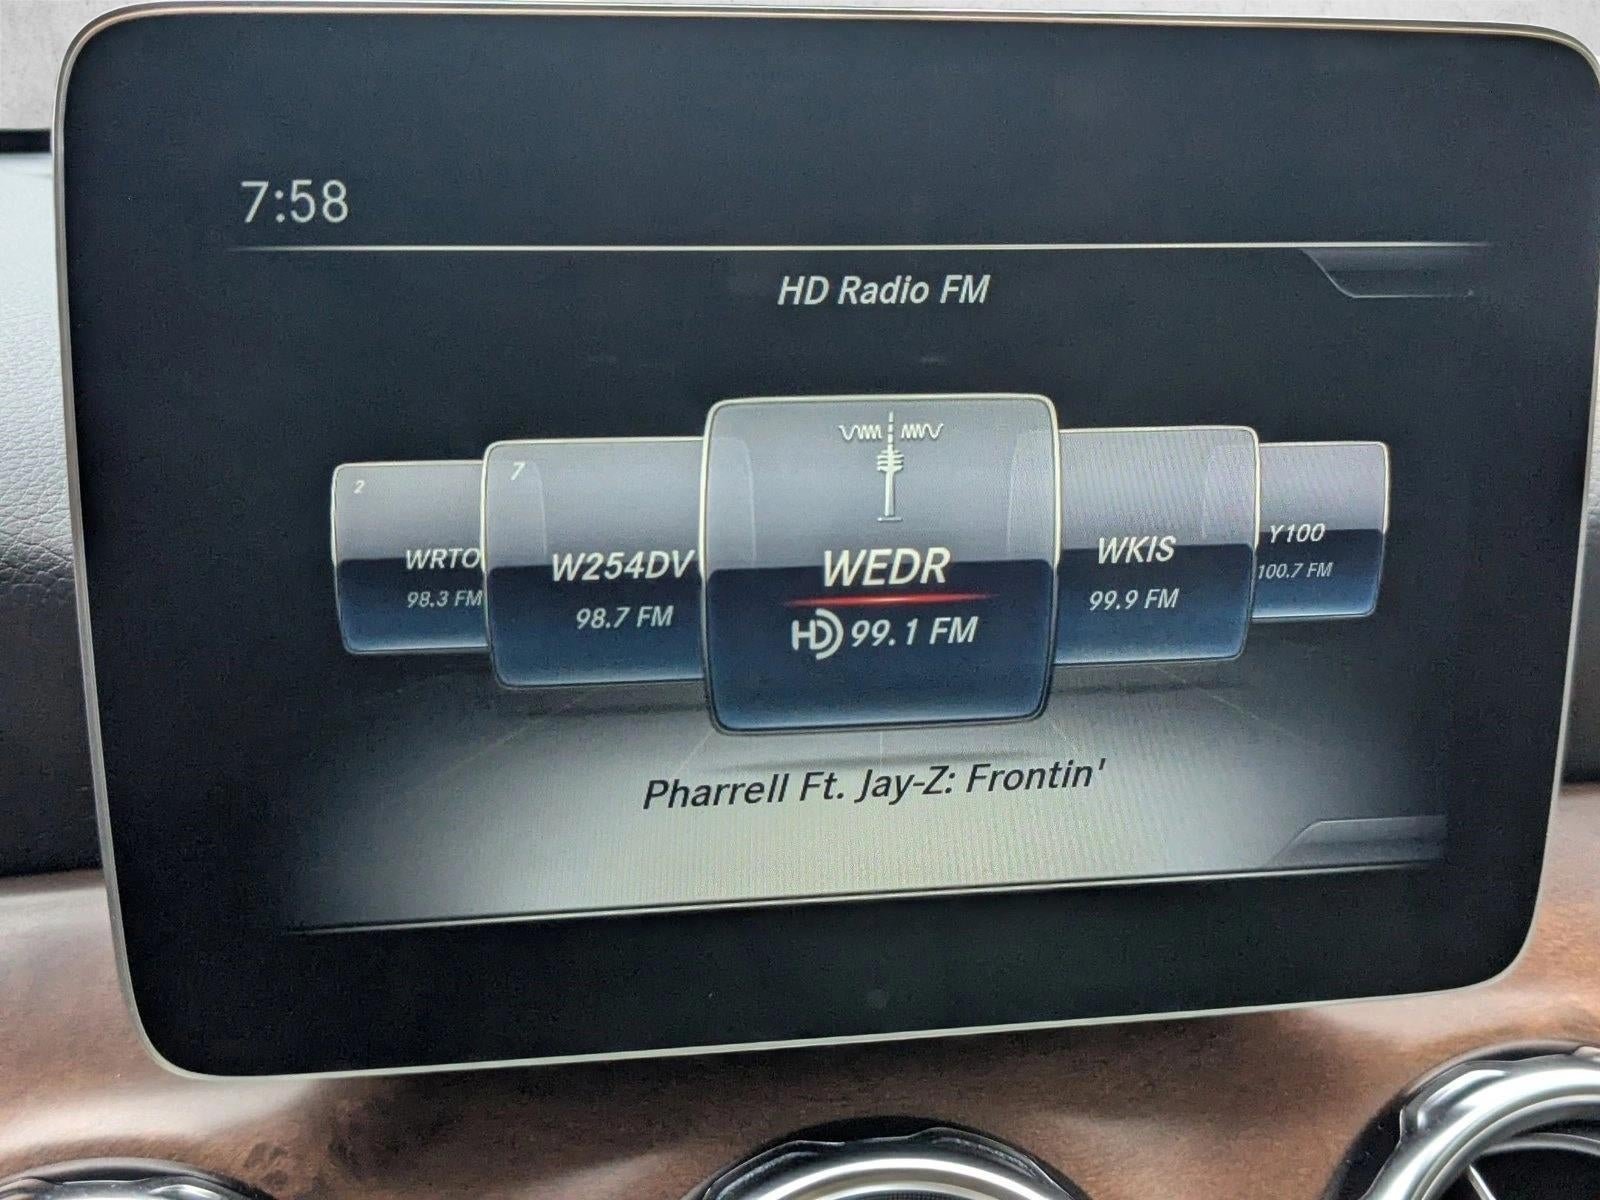 7:58
HD Radio FM
2
WRTO
98.3 FM
7
W254DV
98.7 FM
WEDR
HD 99.1 FM
WKIS
99.9 FM
Y100
100.7 FM
Pharrell Ft. Jay-Z: Frontin'